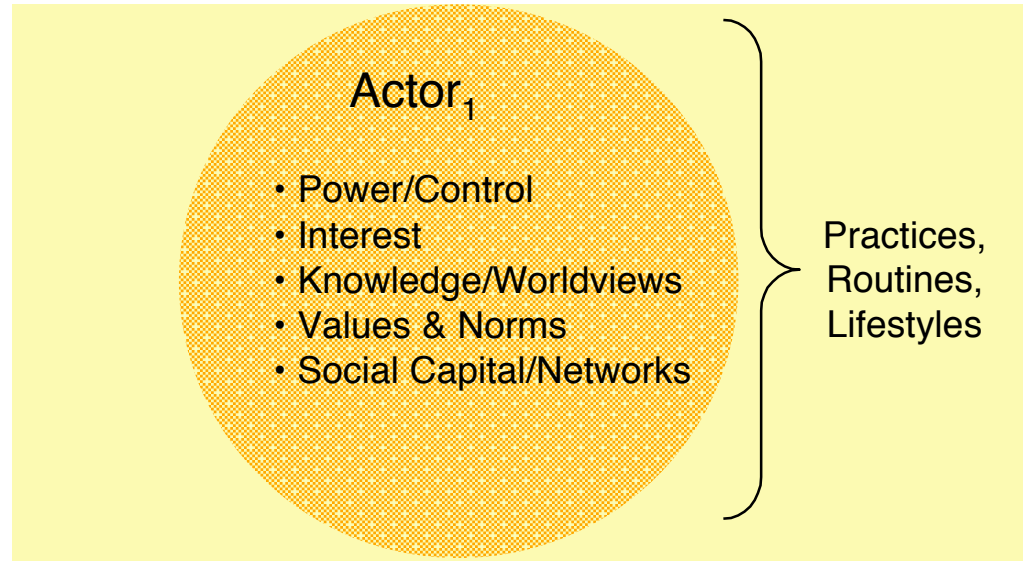 Actor₁
• Power/Control
• Interest
• Knowledge/Worldviews
• Values & Norms
• Social Capital/Networks
Practices,
Routines,
Lifestyles